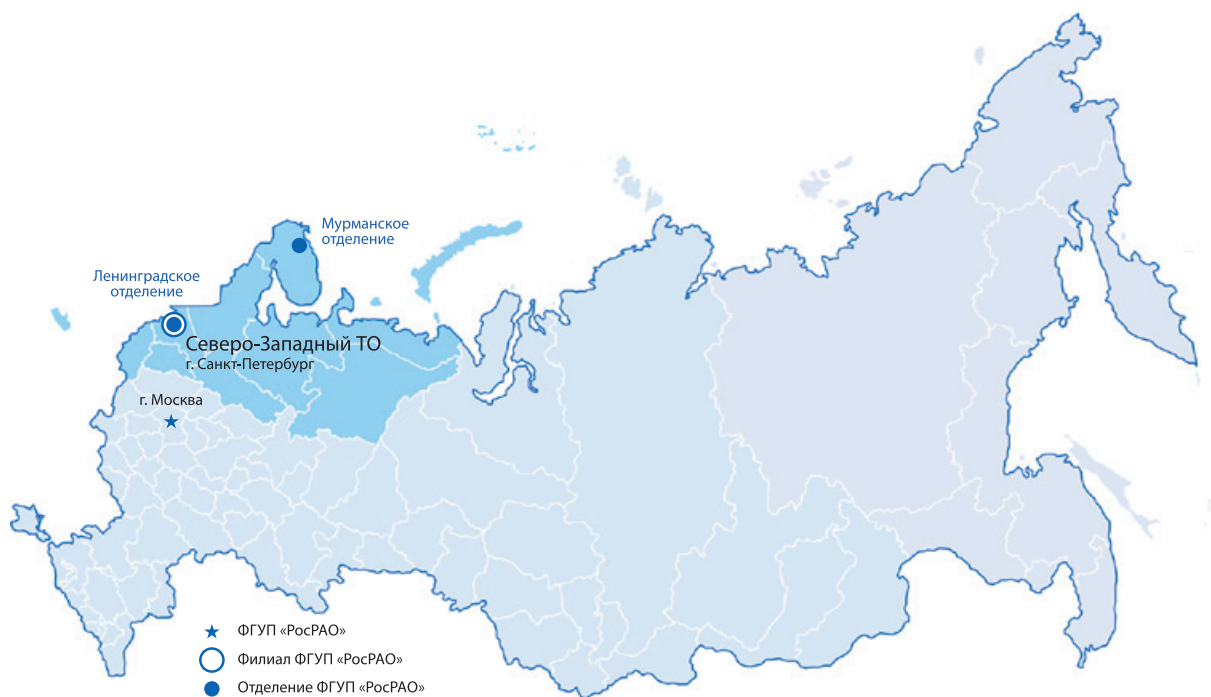 Мурманское
отделение
Ленинградское
отделение
Северо-Западный ТО
г. Санкт-Петербург
г. Москва
ФГУП «РосРАО»
Филиал ФГУП «РосРАО»
Отделение ФГУП «РосРАО»